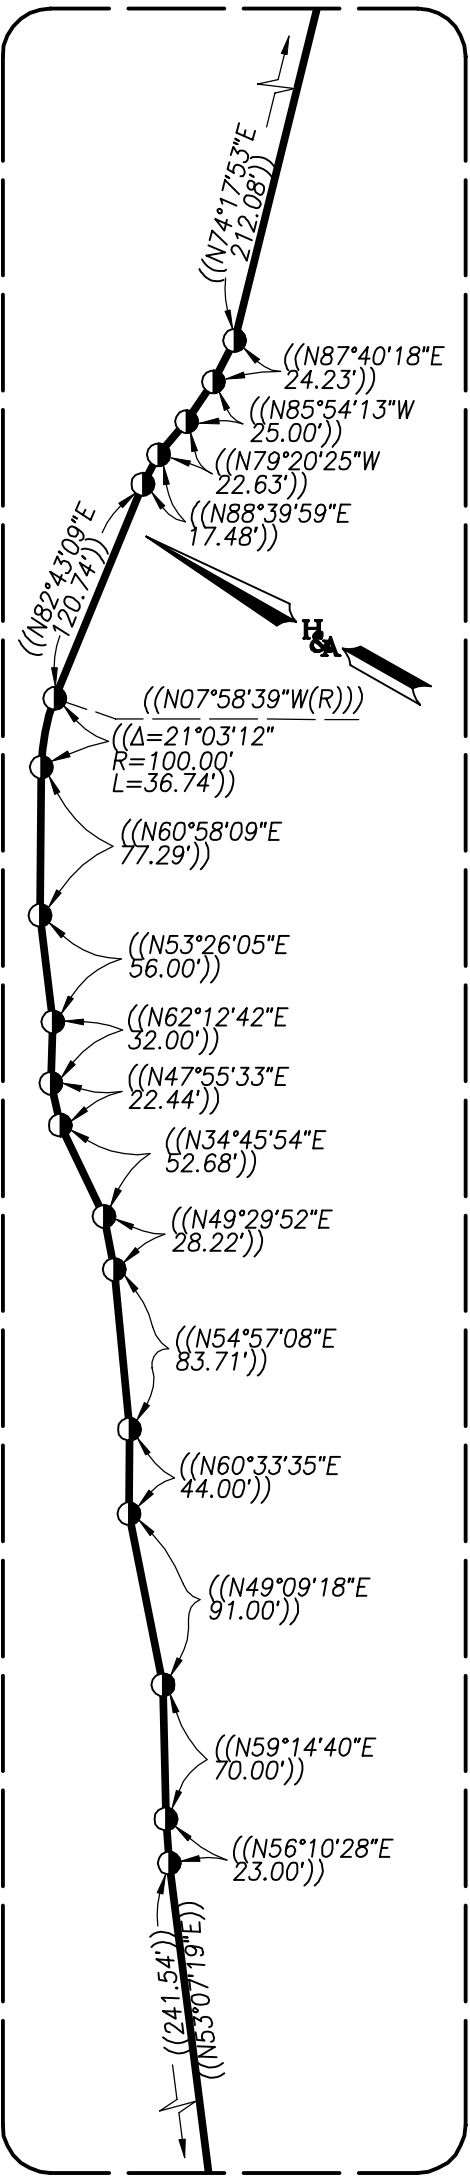 ((N74°17'53"E
212.08'))
((N87°40'18"E
24.23'))
((N85°54'13"W
25.00'))
((N79°20'25"W
22.63'))
((N88°39'59"E
17.48'))
((N82°43'09"E
120.74'))
H&A
((N07°58'39"W(R)))
((Δ=21°03'12"
R=100.00'
L=36.74'))
((N60°58'09"E
77.29'))
((N53°26'05"E
56.00'))
((N62°12'42"E
32.00'))
((N47°55'33"E
22.44'))
((N34°45'54"E
52.68'))
((N49°29'52"E
28.22'))
((N54°57'08"E
83.71'))
((N60°33'35"E
44.00'))
((N49°09'18"E
91.00'))
((N59°14'40"E
70.00'))
((N56°10'28"E
23.00'))
((241.54'))
((N53°07'19"E))